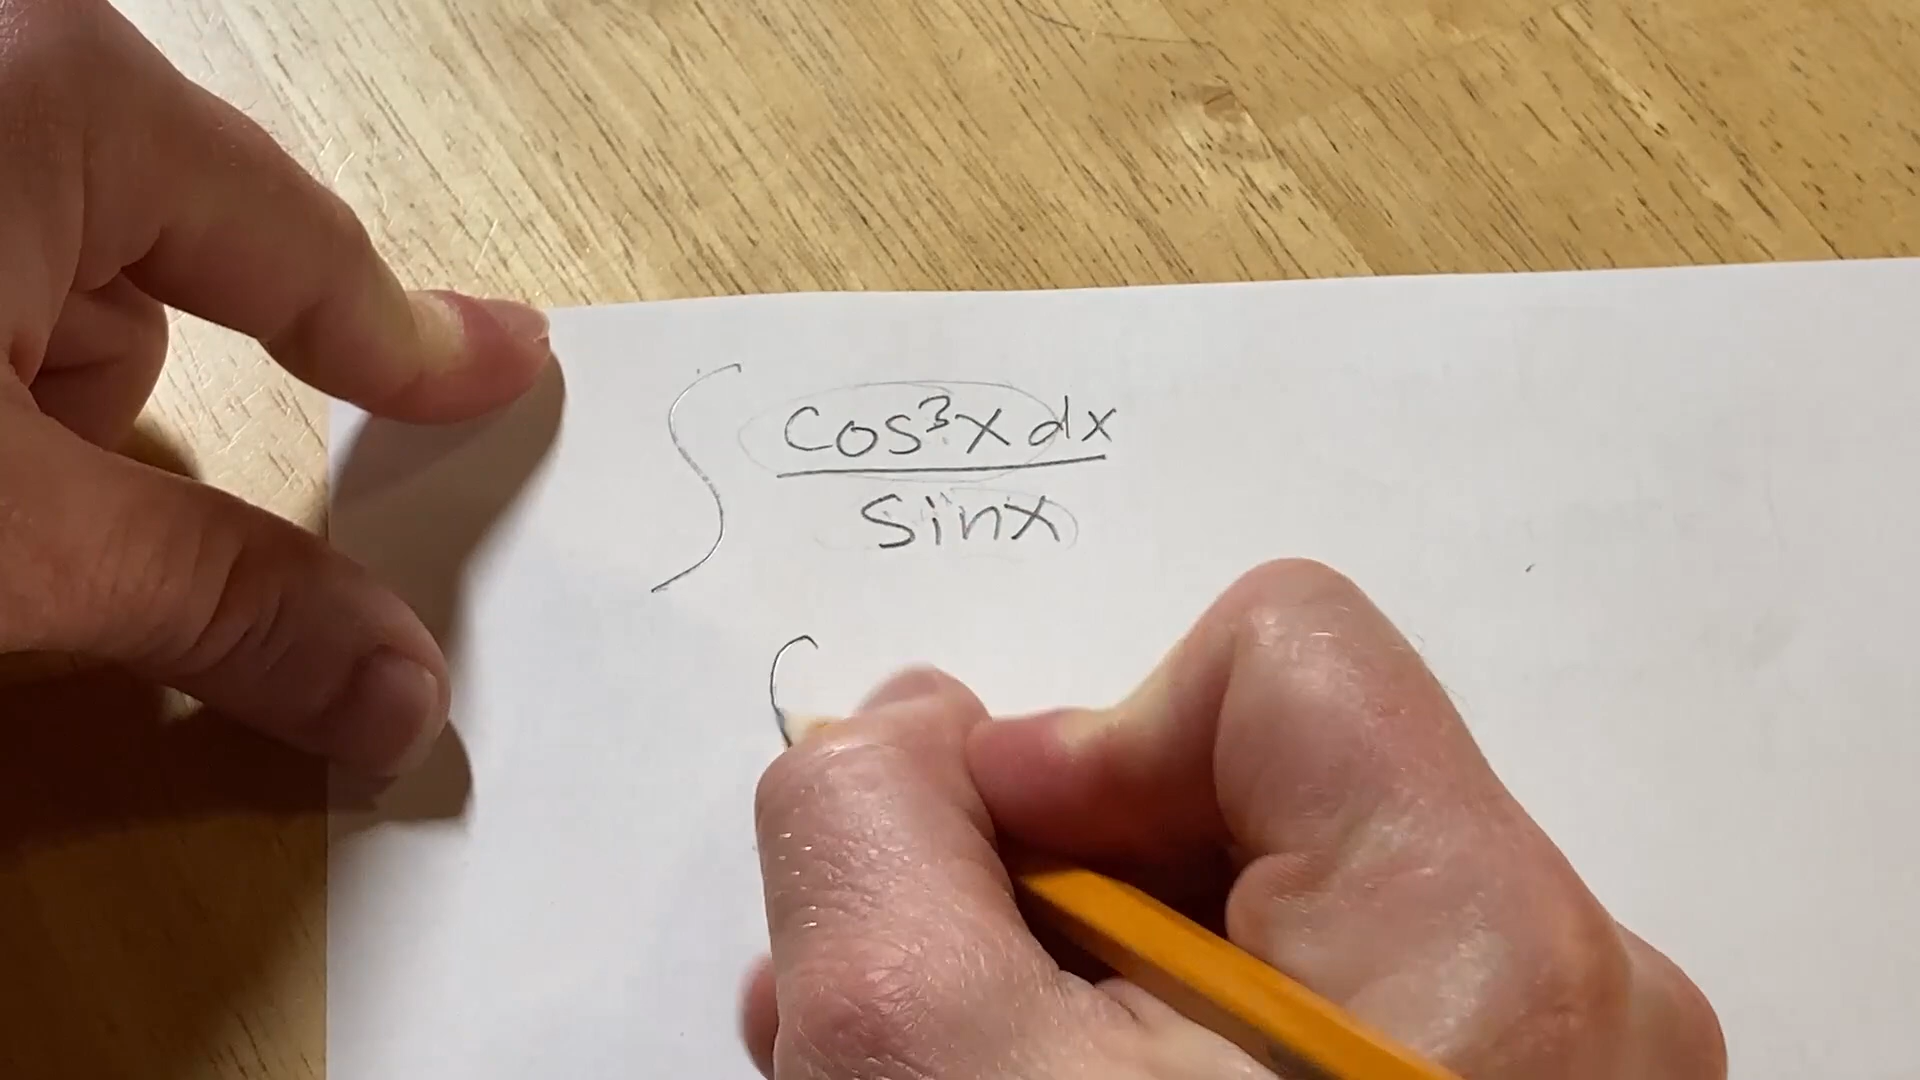 ∫ cos³x dx
sinx
∫